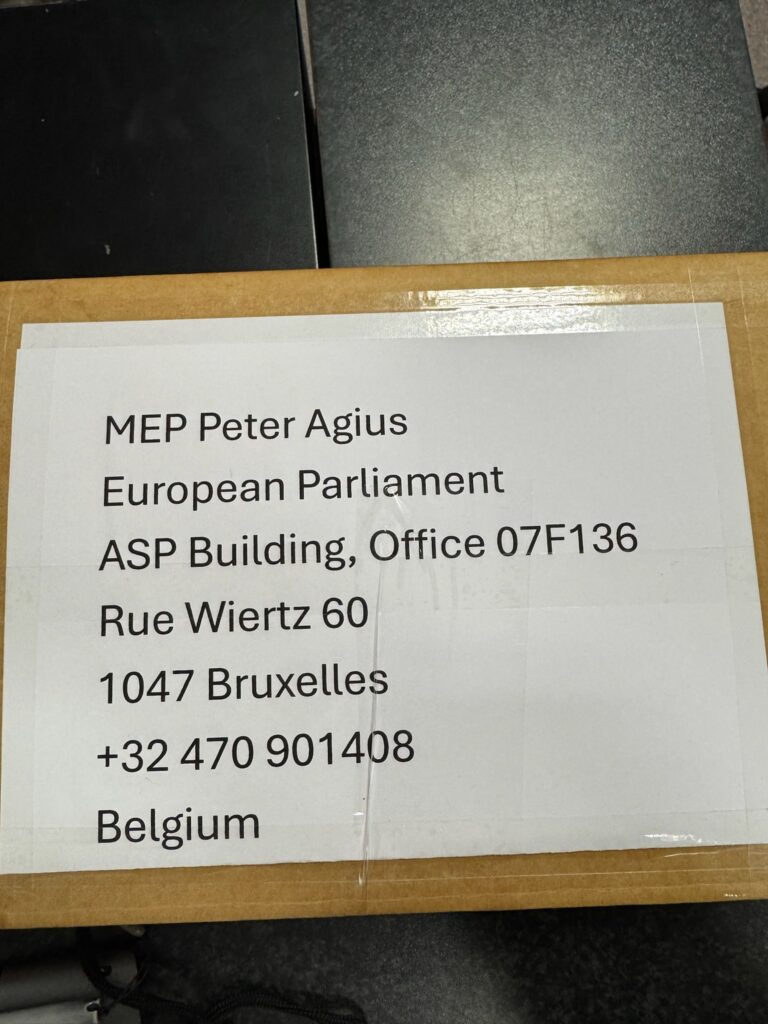 MEP Peter Agius
European Parliament
ASP Building, Office 07F136
Rue Wiertz 60
1047 Bruxelles
+32 470 901408
Belgium